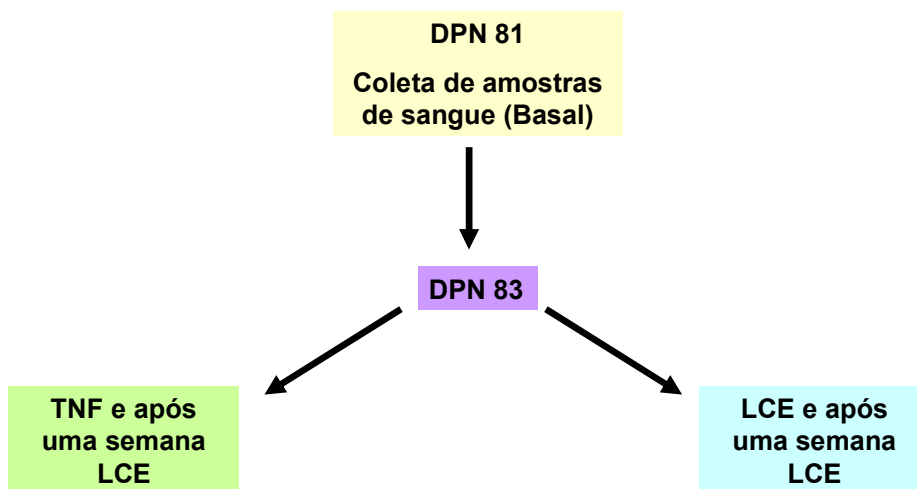 DPN 81
Coleta de amostras
de sangue (Basal)
DPN 83
TNF e após
uma semana
LCE
LCE e após
uma semana
LCE